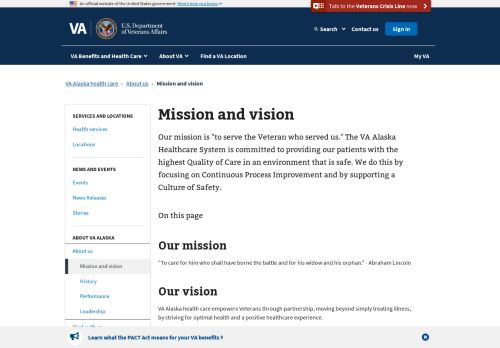 An official website of the United States government Here's how you know
Talk to the Veterans Crisis Line now
VA
U.S. Department
of Veterans Affairs
Search
Contact us
Sign in
VA Benefits and Health Care
About VA
Find a VA Location
My VA
VA Alaska health care › About us › Mission and vision
SERVICES AND LOCATIONS
Health services
Locations
NEWS AND EVENTS
Events
News Releases
Stories
ABOUT VA ALASKA
About us
Mission and vision
History
Performance
Leadership
Mission and vision
Our mission is "to serve the Veteran who served us." The VA Alaska
Healthcare System is committed to providing our patients with the
highest Quality of Care in an environment that is safe. We do this by
focusing on Continuous Process Improvement and by supporting a
Culture of Safety.
On this page
Our mission
"To care for him who shall have borne the battle and for his widow and his orphan." - Abraham Lincoln
Our vision
VA Alaska health care empowers Veterans through partnership, moving beyond simply treating illness,
by striving for optimal health and a positive healthcare experience.
Learn what the PACT Act means for your VA benefits